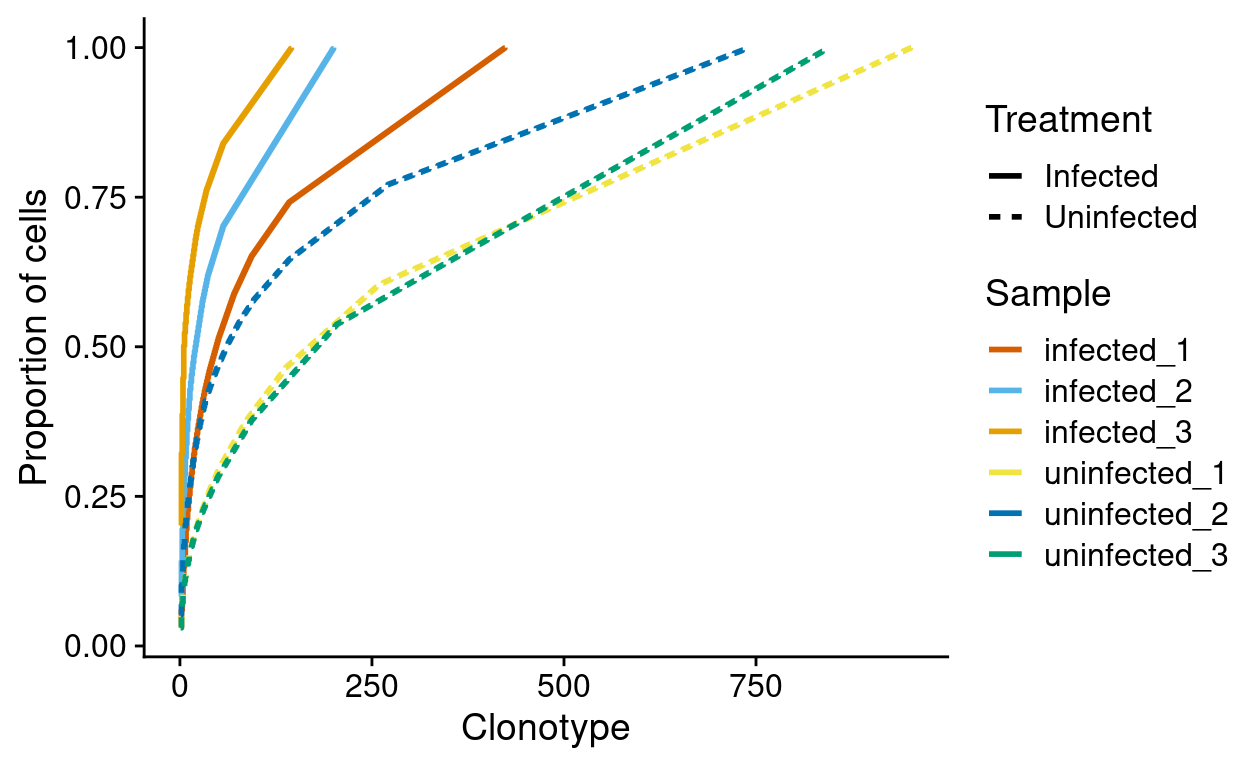 1.00
0.75
0.50
0.25
0.00
Proportion of cells
0
250
500
750
Clonotype
Treatment
Infected
Uninfected
Sample
infected_1
infected_2
infected_3
uninfected_1
uninfected_2
uninfected_3